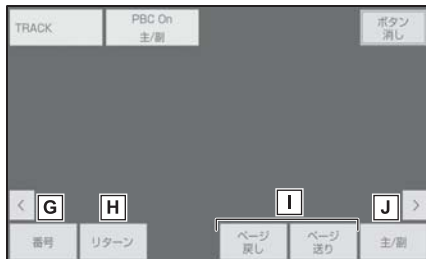 TRACK
PBC On
主/副
ボタン
消し
< G H I J >
番号
リターン
ページ
戻し
ページ
送り
主/副